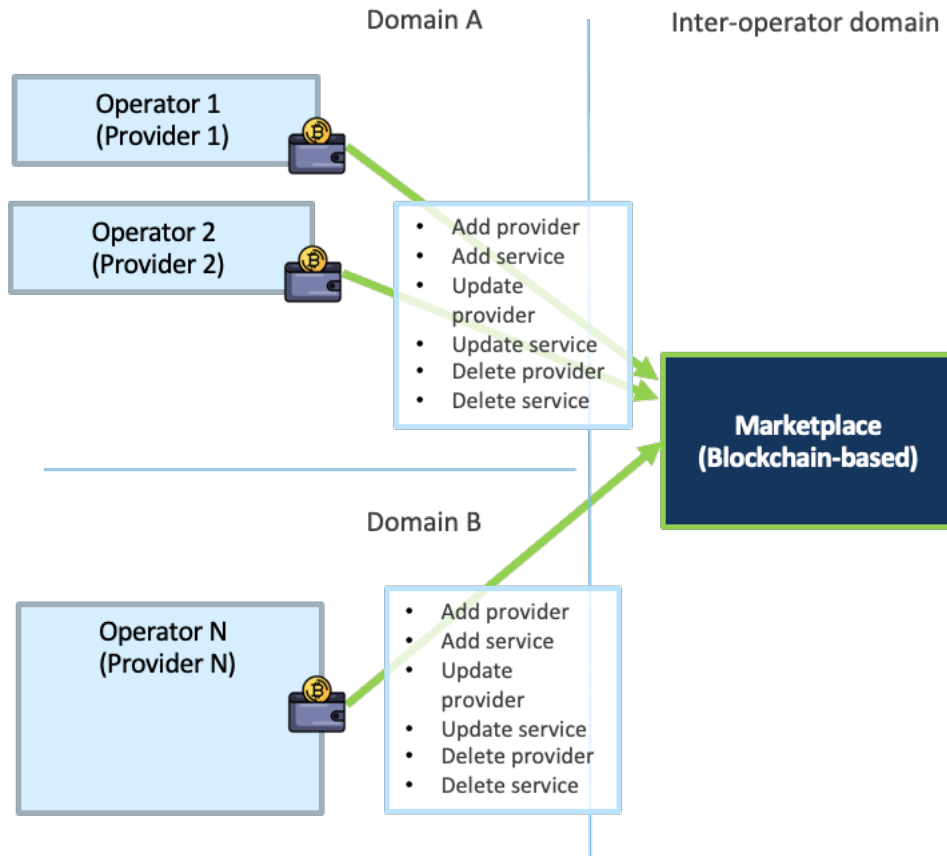 Domain A
Inter-operator domain
Operator 1
(Provider 1)
Operator 2
(Provider 2)
• Add provider
• Add service
• Update
provider
• Update service
• Delete provider
• Delete service
Marketplace
(Blockchain-based)
Domain B
Operator N
(Provider N)
• Add provider
• Add service
• Update
provider
• Update service
• Delete provider
• Delete service